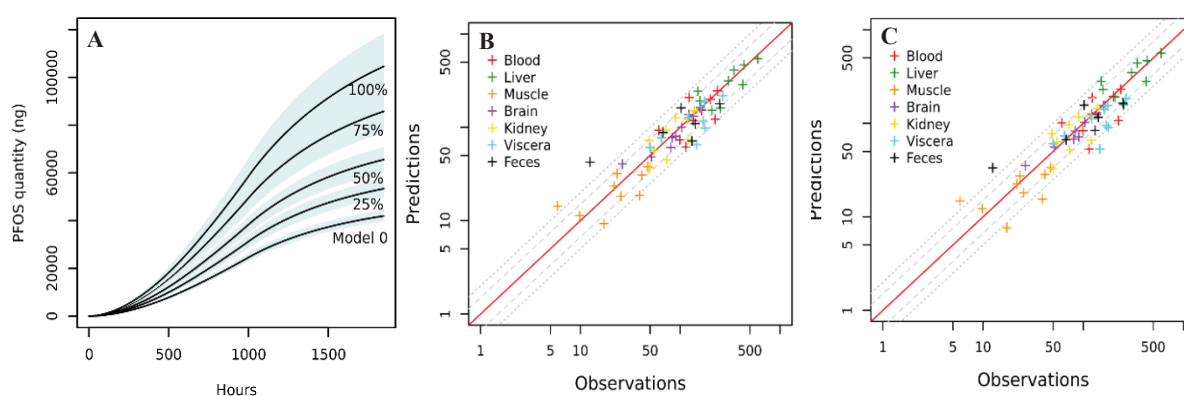 A
PFOS quantity (ng)
100000
60000
20000
0
100%
75%
50%
25%
Model 0
0
500
1000
1500
Hours
B
Blood
Liver
Muscle
Brain
Kidney
Viscera
Feces
Predictions
500
50
10
5
1
1
5
10
50
500
Observations
C
Blood
Liver
Muscle
Brain
Kidney
Viscera
Feces
Predictions
500
50
10
5
1
1
5
10
50
500
Observations